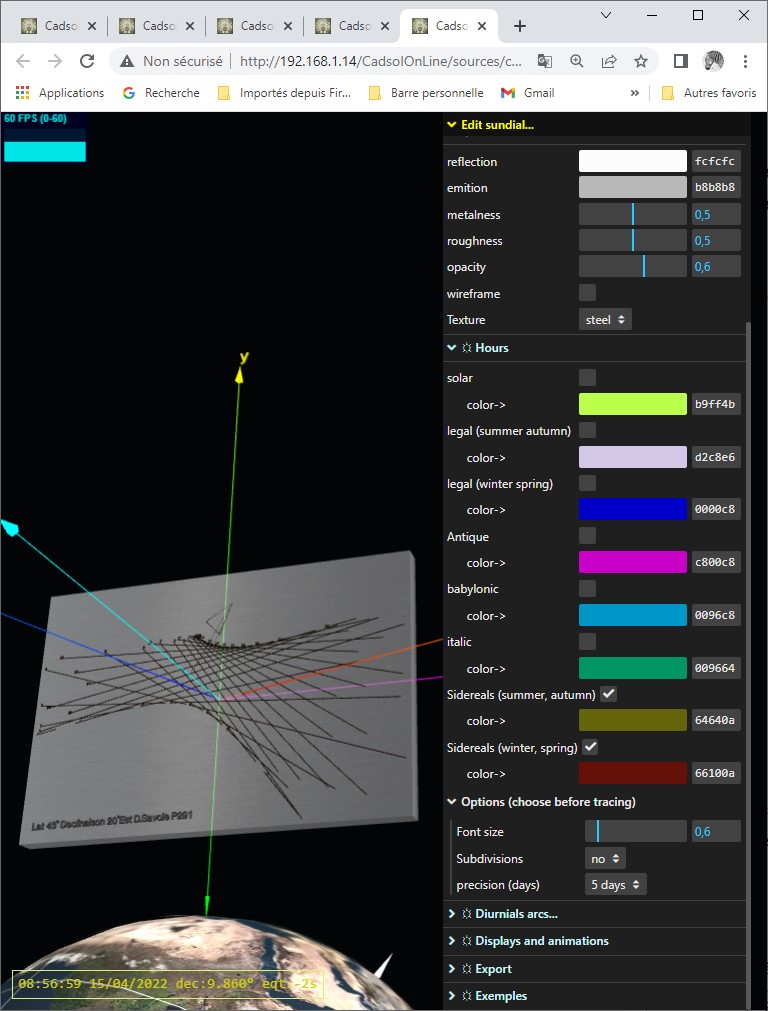 Cadsol
Cadsol
Cadsol
Cadso
Cadsol
Non sécurisé
http://192.168.1.14/CadsolOnLine/sources/c...
Applications
Recherche
Importés depuis Fir...
Barre personnelle
Gmail
»
Autres favoris
60 FPS (0-60)
Edit sundial...
reflection fcfcfc
emition b8b8b8
metalness 0,5
roughness 0,5
opacity 0,6
wireframe
Texture steel
Hours
solar
color-> b9ff4b
legal (summer autumn)
color-> d2c8e6
legal (winter spring)
color-> 0000c8
Antique
color-> c800c8
babylonic
color-> 0096c8
italic
color-> 009664
Sidereals (summer, autumn)
color-> 64640a
Sidereals (winter, spring)
color-> 66100a
Options (choose before tracing)
Font size 0,6
Subdivisions no
precision (days) 5 days
Diurnials arcs...
Displays and animations
Export
Exemples
y
Lat 43° Declinaison 20°Est D.Savoie P291
08:56:59 15/04/2022 dec:9.860° eqt:-2s